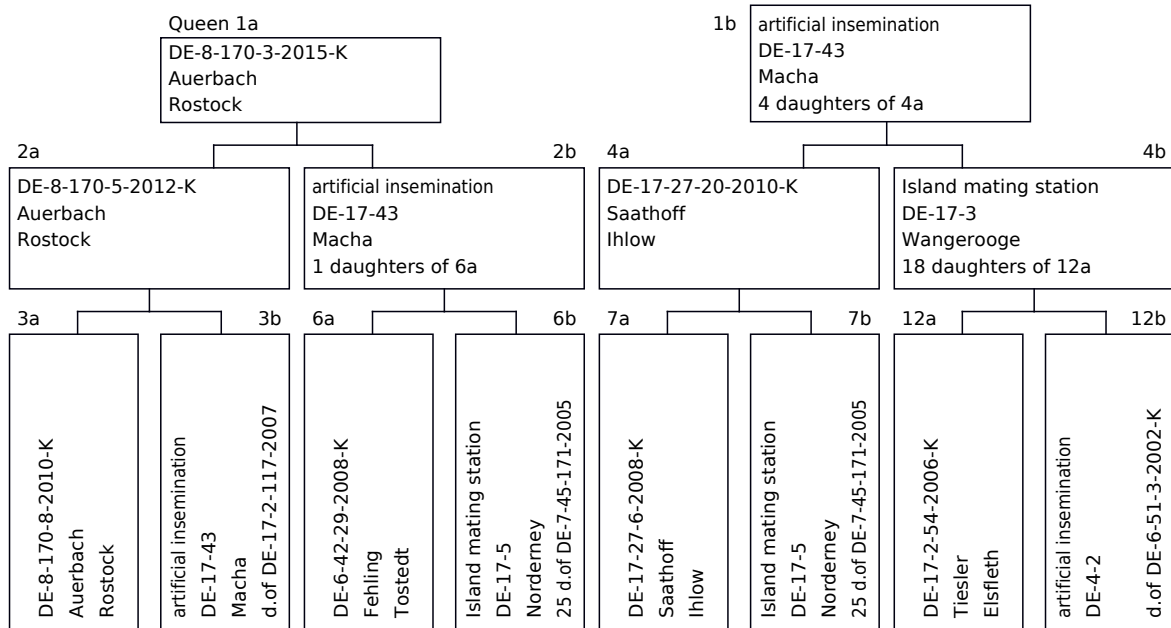 Queen 1a
DE-8-170-3-2015-K
Auerbach
Rostock
1b
artificial insemination
DE-17-43
Macha
4 daughters of 4a
2a
DE-8-170-5-2012-K
Auerbach
Rostock
2b
artificial insemination
DE-17-43
Macha
1 daughters of 6a
4a
DE-17-27-20-2010-K
Saathoff
Ihlow
4b
Island mating station
DE-17-3
Wangerooge
18 daughters of 12a
3a
DE-8-170-8-2010-K
Auerbach
Rostock
3b
artificial insemination
DE-17-43
Macha
d.of DE-17-2-117-2007
6a
DE-6-42-29-2008-K
Fehling
Tostedt
6b
Island mating station
DE-17-5
Norderney
25 d.of DE-7-45-171-2005
7a
DE-17-27-6-2008-K
Saathoff
Ihlow
7b
Island mating station
DE-17-5
Norderney
25 d.of DE-7-45-171-2005
12a
DE-17-2-54-2006-K
Tiesler
Elsfleth
12b
artificial insemination
DE-4-2
d.of DE-6-51-3-2002-K